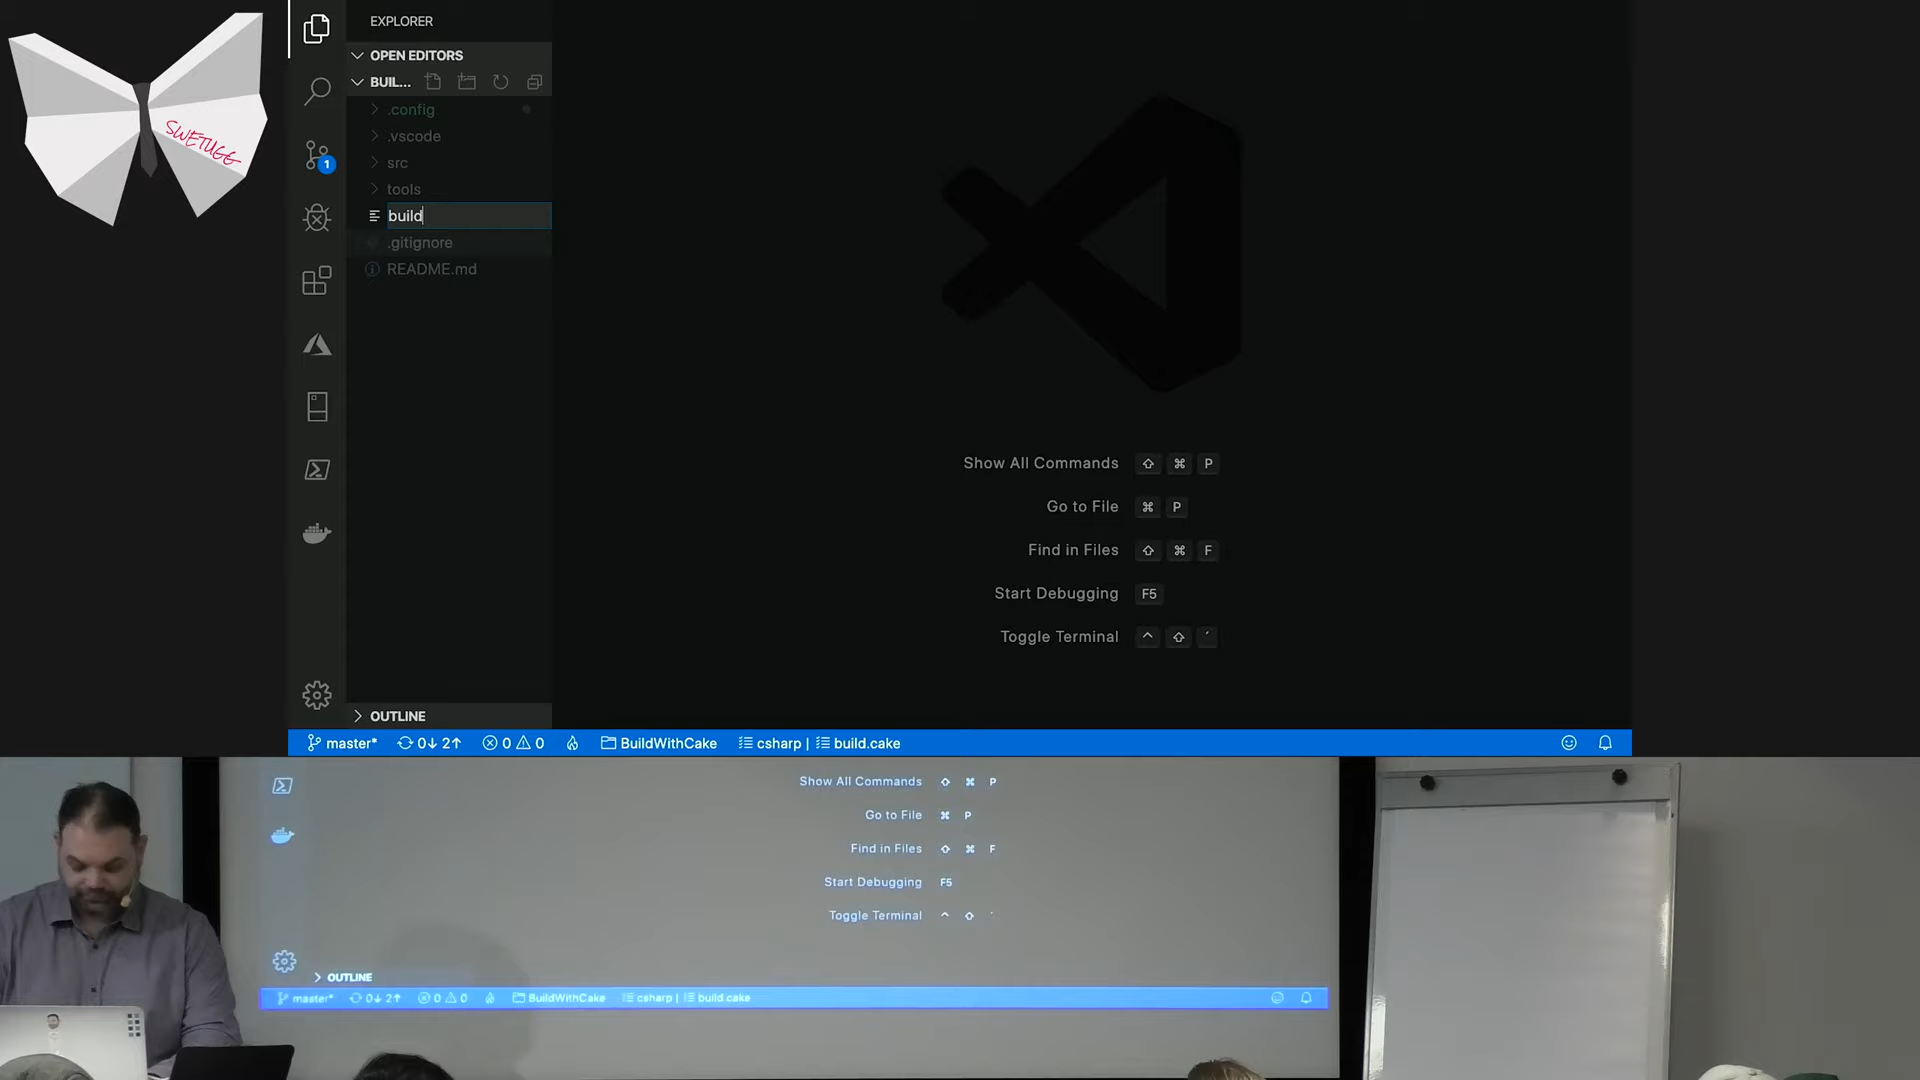 SWETUGG
EXPLORER
OPEN EDITORS
BUIL...
.config
.vscode
src
tools
build
.gitignore
README.md
1
Show All Commands ⇧ ⌘ P
Go to File ⌘ P
Find in Files ⇧ ⌘ F
Start Debugging F5
Toggle Terminal ^ ⇧ ´
OUTLINE
master* 0↓ 2↑ 0 0 BuildWithCake csharp | build.cake
Show All Commands ⇧ ⌘ P
Go to File ⌘ P
Find in Files ⇧ ⌘ F
Start Debugging F5
Toggle Terminal ^ ⇧ ´
OUTLINE
master* 0↓ 2↑ 0 0 BuildWithCake csharp | build.cake